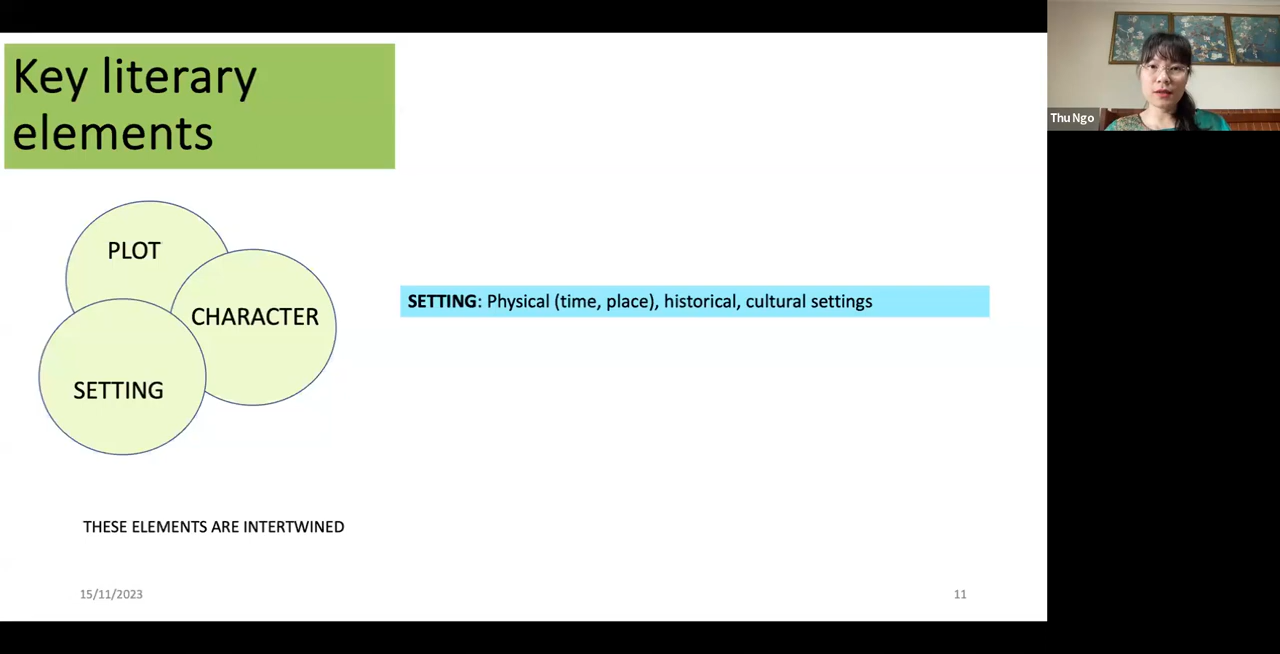 Key literary
elements
Thu Ngo
PLOT
CHARACTER
SETTING: Physical (time, place), historical, cultural settings
SETTING
THESE ELEMENTS ARE INTERTWINED
15/11/2023
11